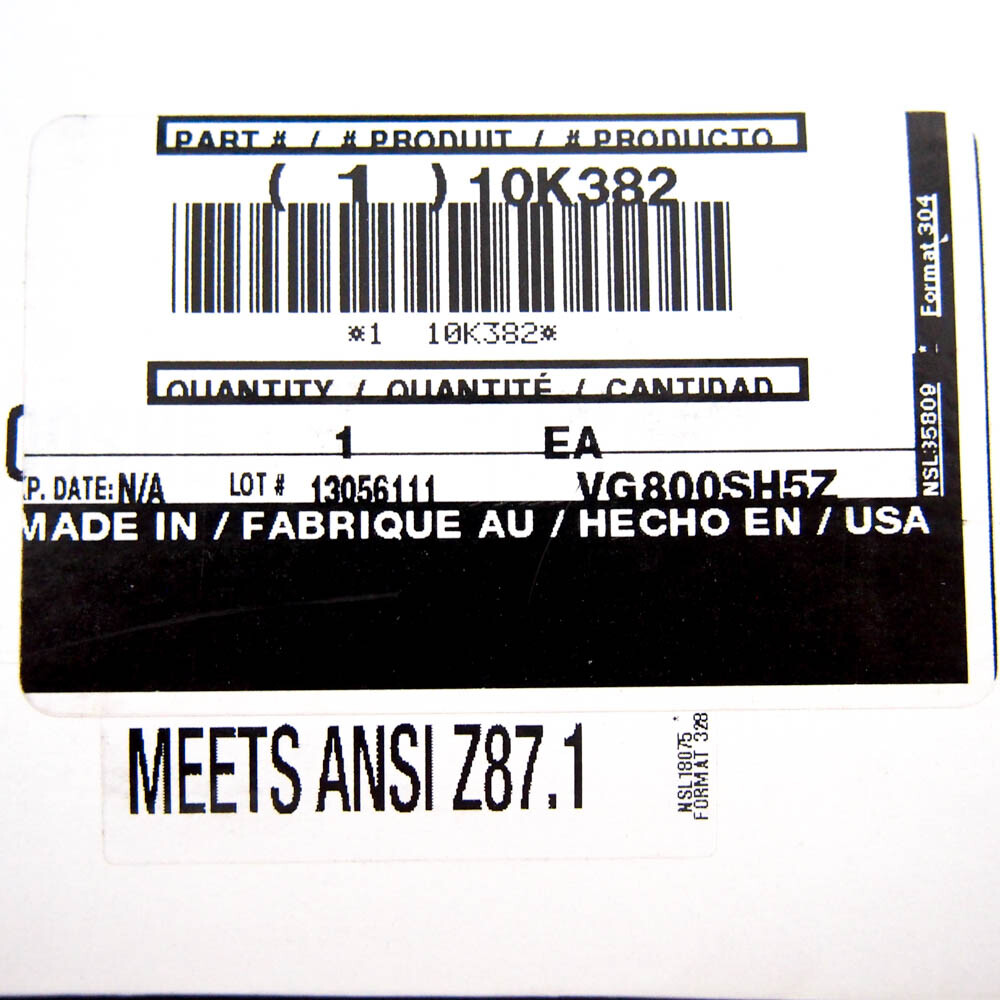 PART # / # PRODUIT / # PRODUCTO
( 1 ) 10K382
*1 10K382*
QUANTITY / QUANTITÉ / CANTIDAD
1 EA
P. DATE: N/A LOT # 13056111 VG800SH5Z
MADE IN / FABRIQUE AU / HECHO EN / USA
NSL35809 * Format 304
MEETS ANSI Z87.1
NSL18075 *
FORMAT 328